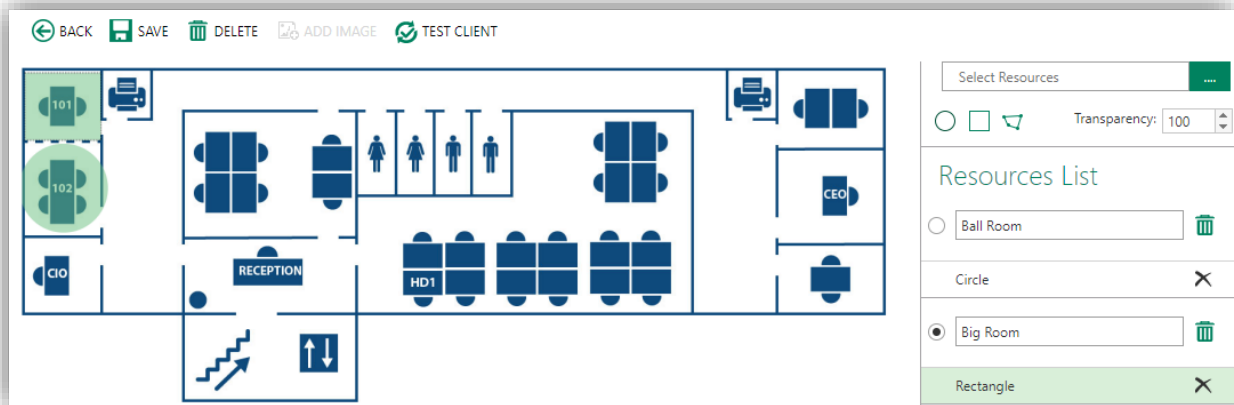 BACK SAVE DELETE ADD IMAGE TEST CLIENT
Select Resources ....
Transparency: 100
Resources List
Ball Room
Circle
Big Room
Rectangle
101
102
CEO
CIO
RECEPTION
HD1